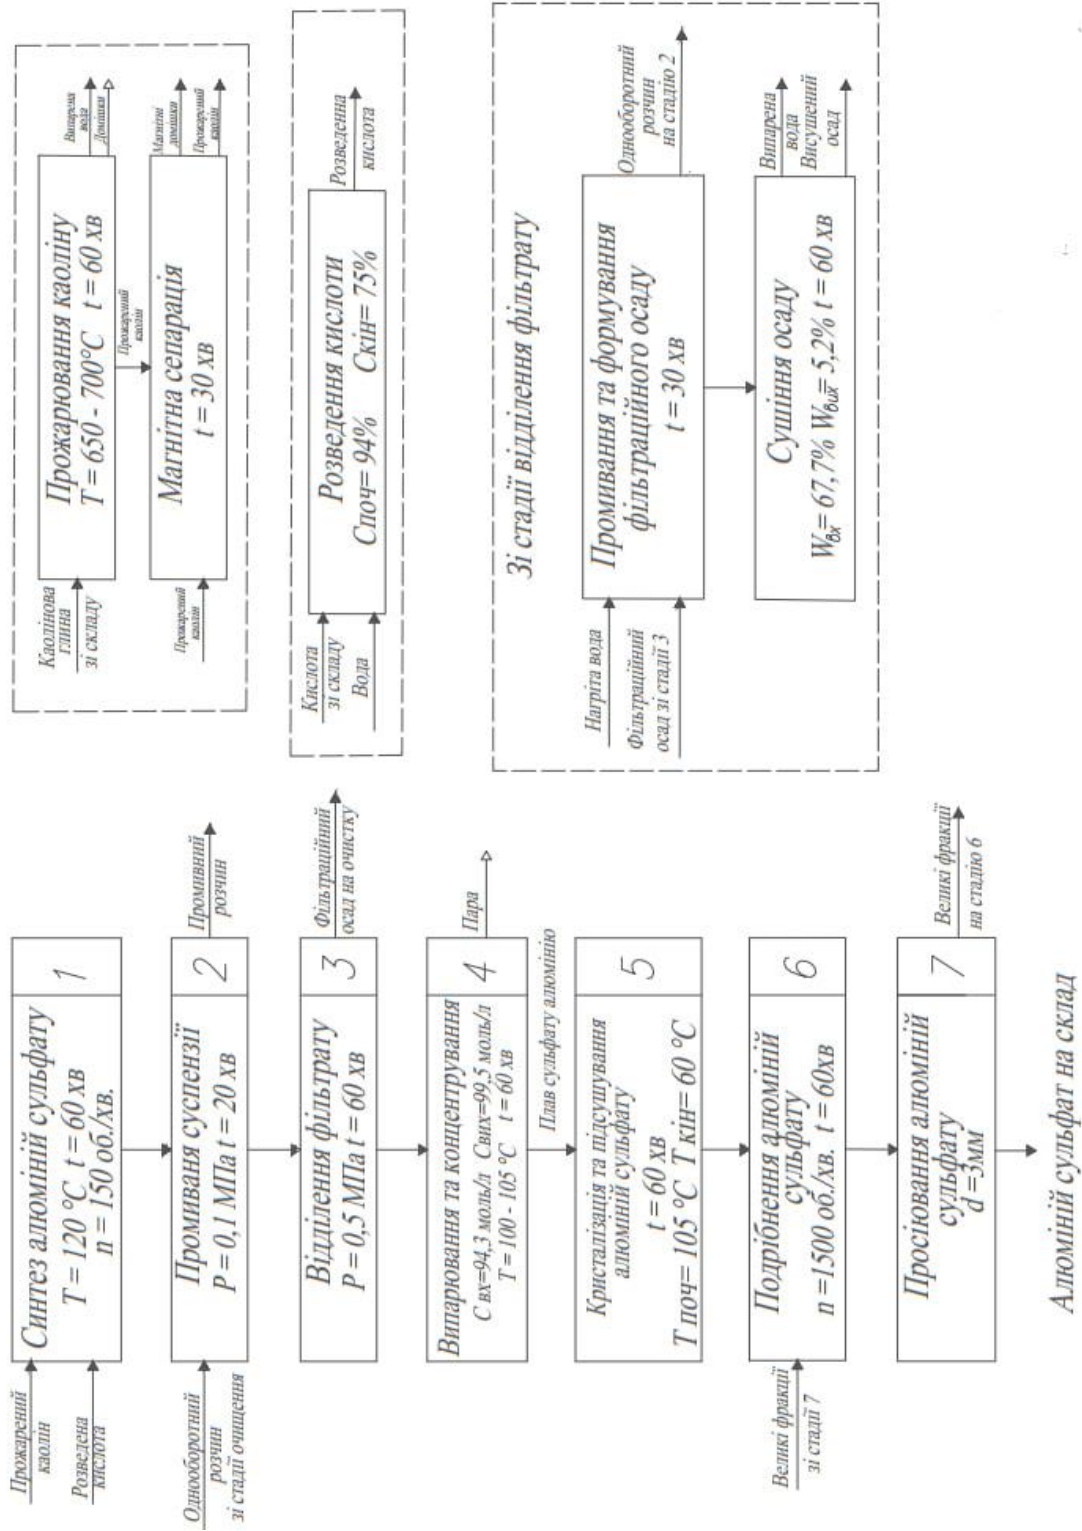 Прожарений
каолін
Розведена
кислота
Синтез алюміній сульфату
T = 120 °C t = 60 хв
n = 150 об./хв.
1
Однооборотний
розчин
зі стадії очищення
Промиваня суспензії
P = 0,1 МПа t = 20 хв
2
Промивний
розчин
Відділення фільтрату
P = 0,5 МПа t = 60 хв
3
Фільтраційний
осад на очистку
Випарювання та концентрування
С вх=94,3 моль/л Свих=99,5 моль/л
T = 100 - 105 °C t = 60 хв
4
Пара
Плав сульфату алюмінію
Кристалізація та підсушування
алюміній сульфату
t = 60 хв
T поч= 105 °C T кін= 60 °C
5
Великі фракції
зі стадії 7
Подрібнення алюміній
сульфату
n =1500 об./хв. t = 60хв
6
Просіювання алюміній
сульфату
d =3мм
7
Великі фракції
на стадію 6
Алюміній сульфат на склад
Каолінова
глина
зі складу
Прожарювання каоліну
T = 650 - 700°C t = 60 хв
Випарена
вода
Домішки
Прожарений
каолін
Прожарений
каолін
Магнітна сепарація
t = 30 хв
Магнітні
домішки
Прожарений
каолін
Кислота
зі складу
Вода
Розведення кислоти
Споч= 94% Скін= 75%
Розведенна
кислота
Зі стадії відділення фільтрату
Нагріта вода
Фільтраційний
осад зі стадії 3
Промивання та формування
фільтраційного осаду
t = 30 хв
Однооборотний
розчин
на стадію 2
Сушіння осаду
Wвх= 67,7% Wвих= 5,2% t = 60 хв
Випарена
вода
Висушений
осад